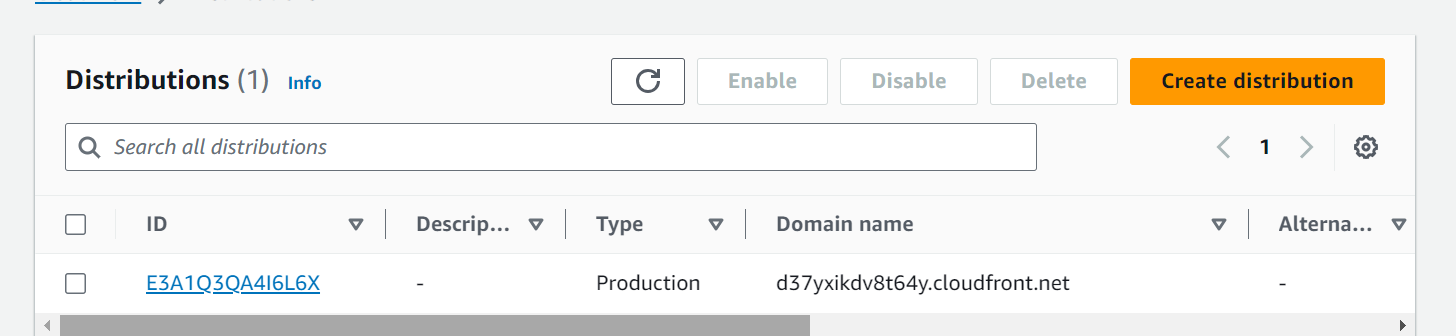 Distributions (1) Info Enable Disable Delete Create distribution
Search all distributions 1
ID Descrip... Type Domain name Alterna...
E3A1Q3QA4I6L6X - Production d37yxikdv8t64y.cloudfront.net -